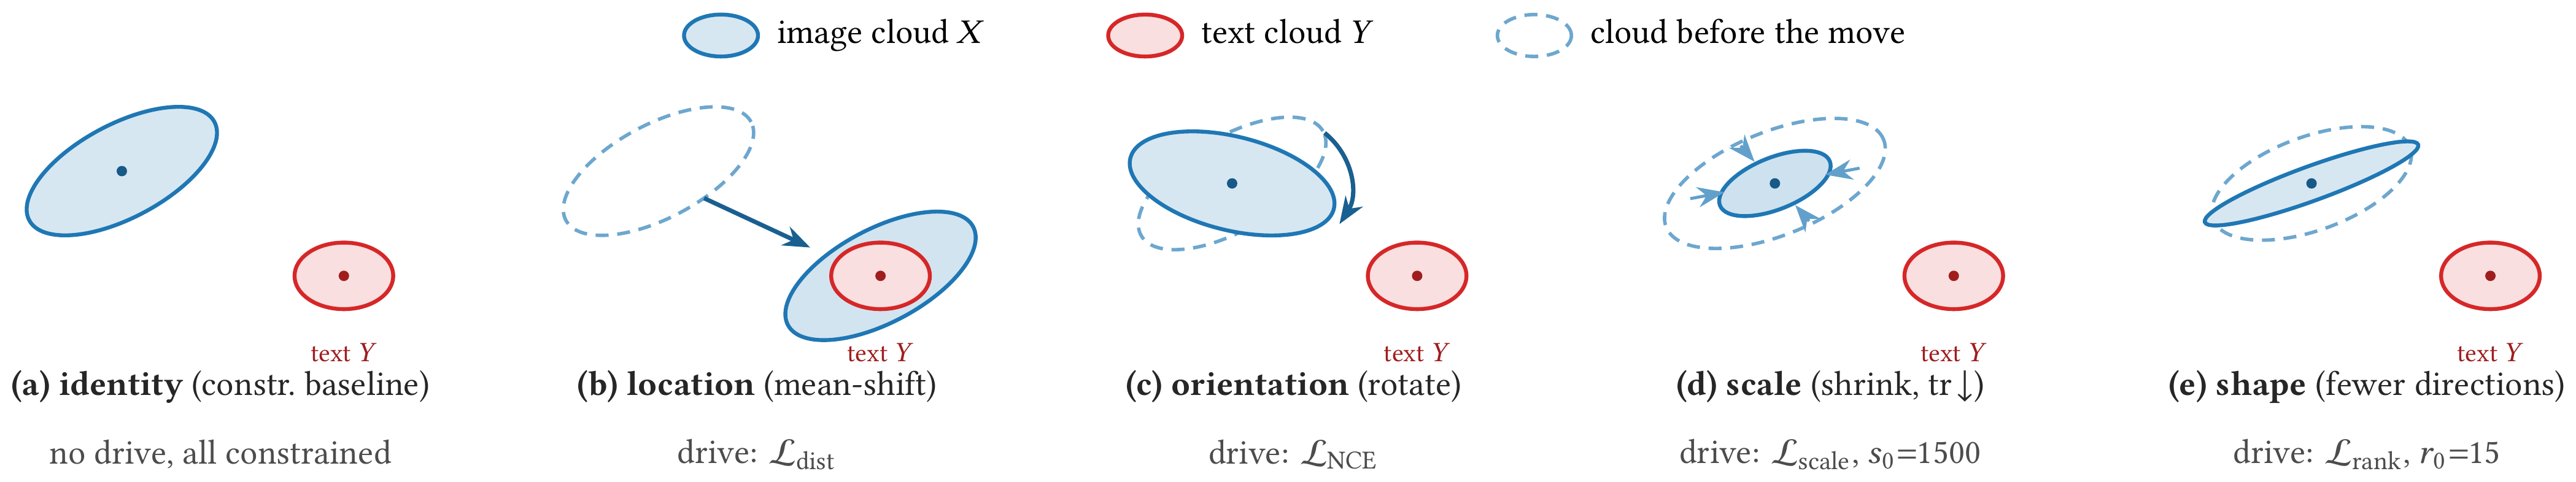 image cloud X
text cloud Y
cloud before the move
text Y
text Y
text Y
text Y
text Y
(a) identity (constr. baseline)
(b) location (mean-shift)
(c) orientation (rotate)
(d) scale (shrink, tr↓)
(e) shape (fewer directions)
no drive, all constrained
drive: ℒdist
drive: ℒNCE
drive: ℒscale, s0=1500
drive: ℒrank, r0=15